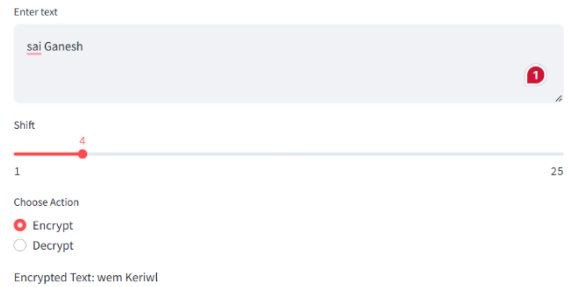 Enter text
sai Ganesh
1
Shift
4
1 25
Choose Action
Encrypt
Decrypt
Encrypted Text: wem Keriwl